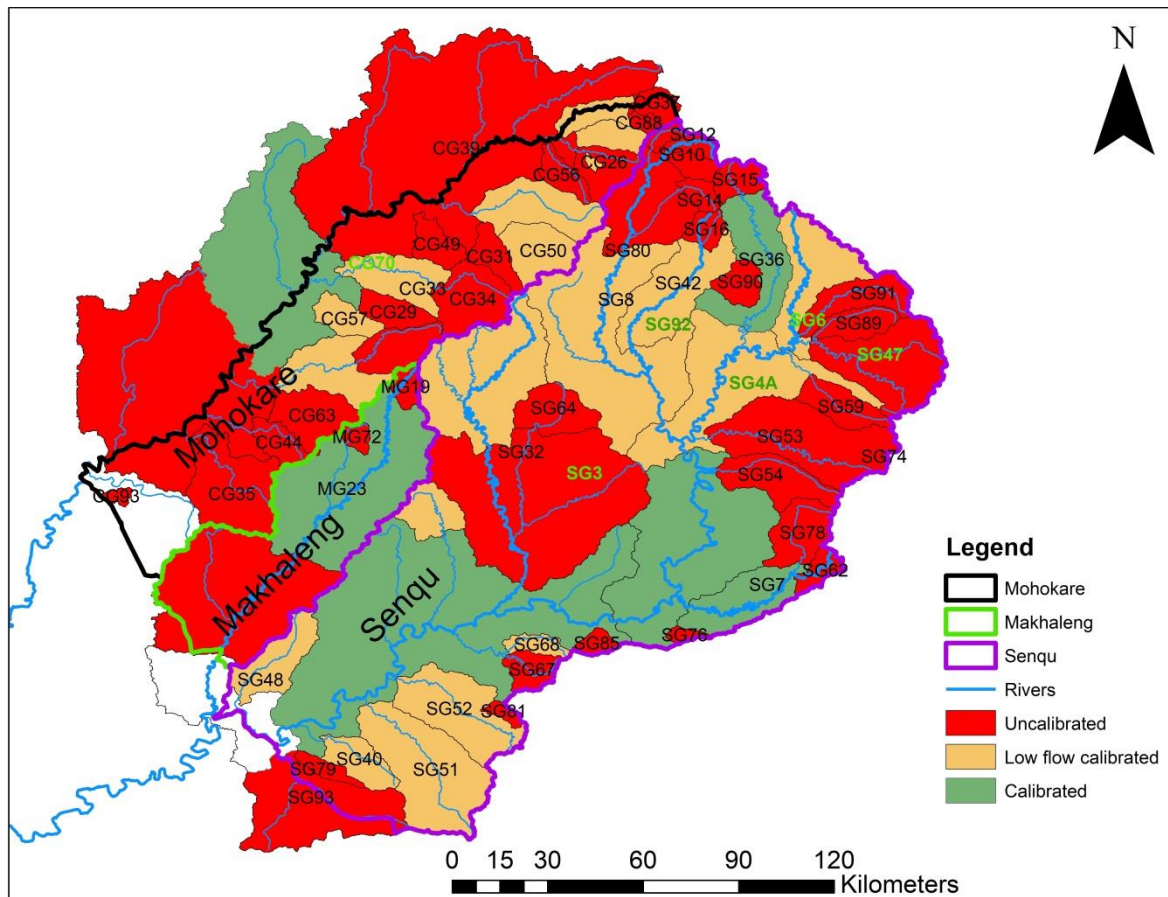 N
CG37
CG88
SG12
CG39
CG26
SG10
CG56
SG15
SG14
SG16
CG49
CG31
CG50
SG80
SG36
CG70
CG33
SG42
SG90
CG34
SG8
SG91
CG57
CG29
SG92
SG6
SG89
SG47
MG19
SG4A
Mohokare
CG63
SG64
SG59
CG44
MG72
SG32
SG53
SG74
SG3
SG54
CG93
CG35
MG23
SG78
Makhaleng
Senqu
SG7
SG62
SG76
SG68
SG85
SG67
SG48
SG52
SG81
SG40
SG51
SG79
SG93
Legend
Mohokare
Makhaleng
Senqu
Rivers
Uncalibrated
Low flow calibrated
Calibrated
0 15 30 60 90 120
Kilometers